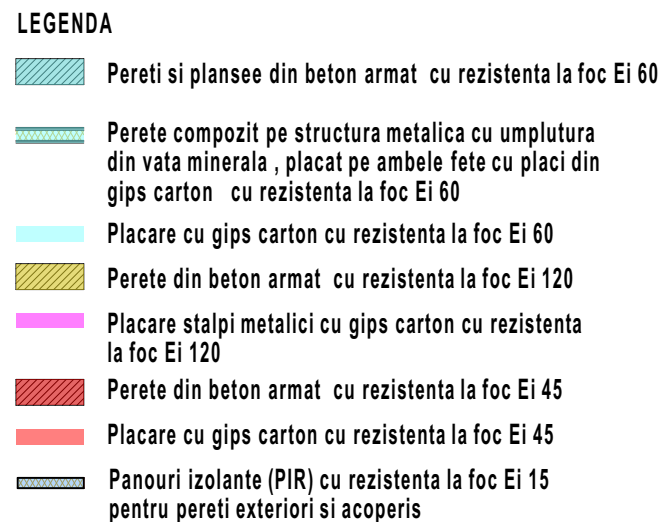 LEGENDA
Pereti si plansee din beton armat cu rezistenta la foc Ei 60
Perete compozit pe structura metalica cu umplutura
din vata minerala , placat pe ambele fete cu placi din
gips carton cu rezistenta la foc Ei 60
Placare cu gips carton cu rezistenta la foc Ei 60
Perete din beton armat cu rezistenta la foc Ei 120
Placare stalpi metalici cu gips carton cu rezistenta
la foc Ei 120
Perete din beton armat cu rezistenta la foc Ei 45
Placare cu gips carton cu rezistenta la foc Ei 45
Panouri izolante (PIR) cu rezistenta la foc Ei 15
pentru pereti exteriori si acoperis